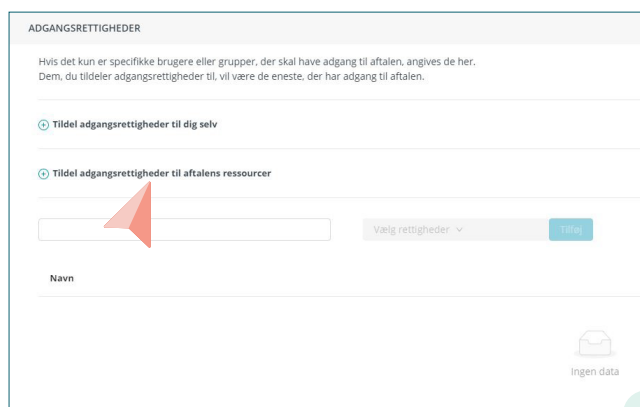 ADGANGSRETTIGHEDER
Hvis det kun er specifikke brugere eller grupper, der skal have adgang til aftalen, angives de her.
Dem, du tildeler adgangsrettigheder til, vil være de eneste, der har adgang til aftalen.
Tildel adgangsrettigheder til dig selv
Tildel adgangsrettigheder til aftalens ressourcer
Vælg rettigheder Tilføj
Navn
Ingen data